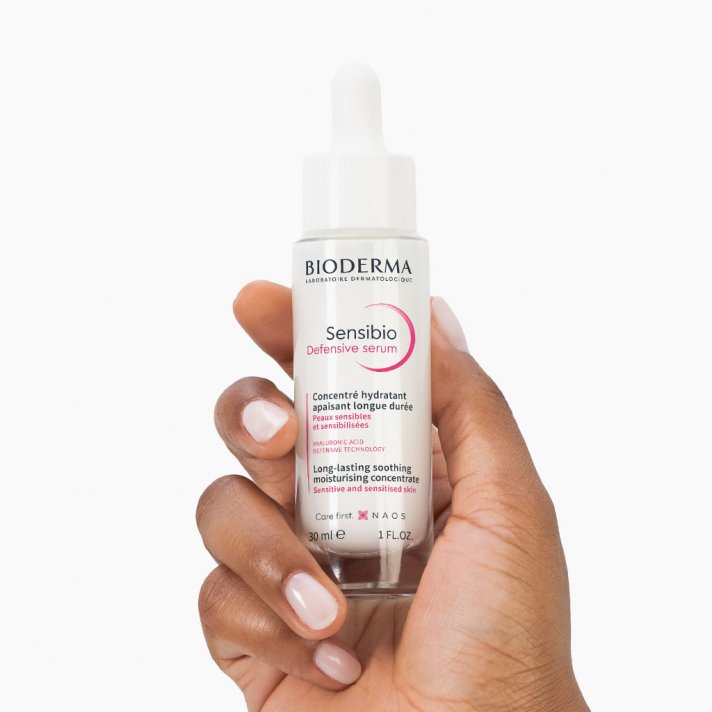 BIODERMA
LABORATOIRE DERMATOLOGIQUE
Sensibio
Defensive serum
Concentré hydratant
apaisant longue durée
Peaux sensibles
et sensibilisées
HYALURONIC ACID
DEFENSIVE TECHNOLOGY
Long-lasting soothing
moisturising concentrate
Sensitive and sensitised skin
Care first. NAOS
30 ml ℮ 1 FL.OZ.